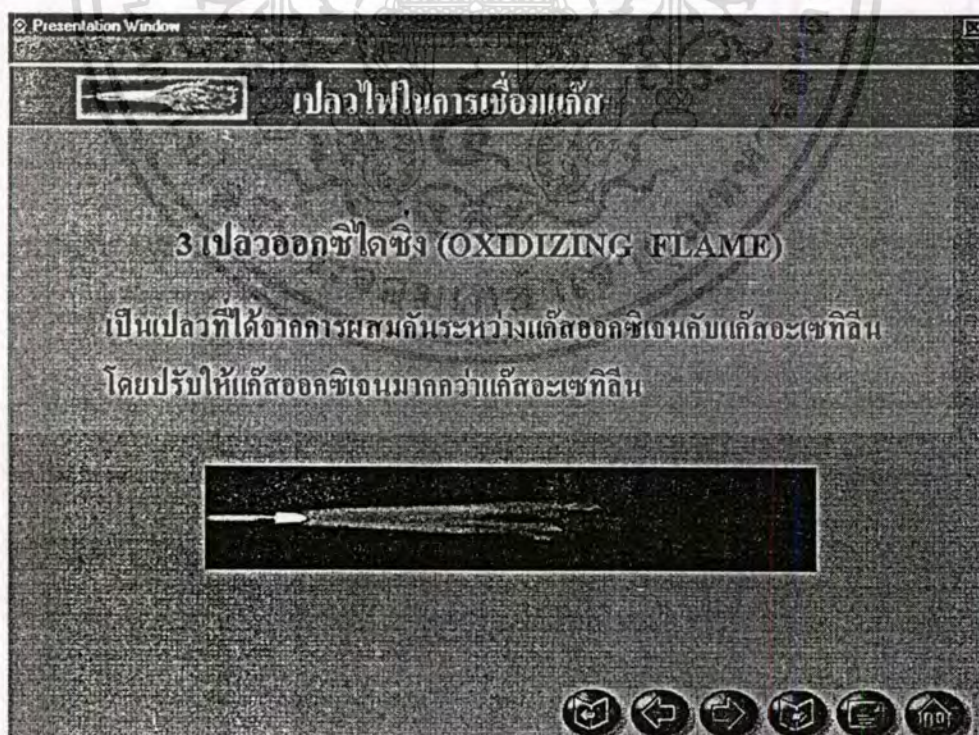 Presentation Window
เปลวไฟในการเชื่อมแก๊ส
3 เปลวออกซิไดซิ่ง (OXIDIZING FLAME)
เป็นเปลวที่ได้จากการผสมกันระหว่างแก๊สออกซิเจนกับแก๊สอะเซทิลีน
โดยปรับให้แก๊สออกซิเจนมากกว่าแก๊สอะเซทิลีน